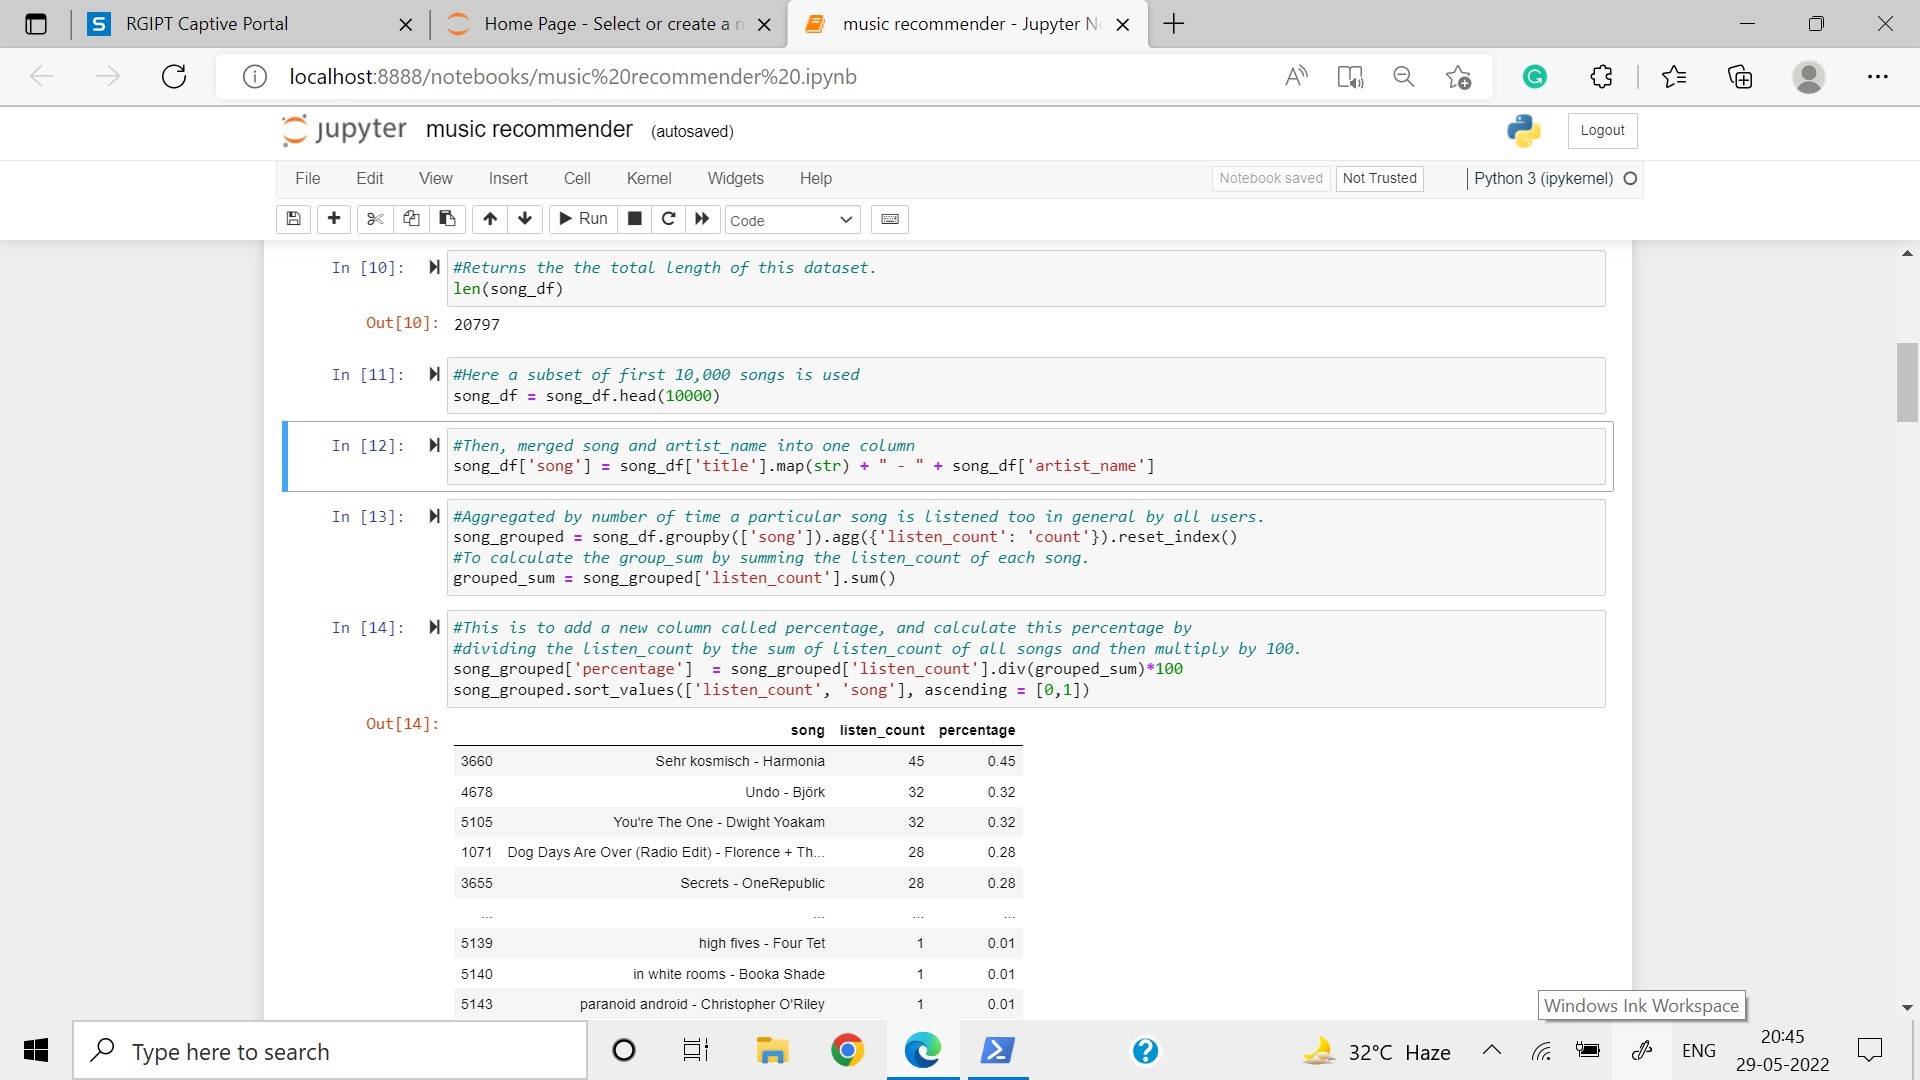 RGIPT Captive Portal
Home Page - Select or create a n
music recommender - Jupyter No
localhost:8888/notebooks/music%20recommender%20.ipynb
jupyter music recommender (autosaved)
Logout
File Edit View Insert Cell Kernel Widgets Help
Notebook saved Not Trusted Python 3 (ipykernel)
Run Code
In [10]: #Returns the the total length of this dataset.
len(song_df)
Out[10]: 20797
In [11]: #Here a subset of first 10,000 songs is used
song_df = song_df.head(10000)
In [12]: #Then, merged song and artist_name into one column
song_df['song'] = song_df['title'].map(str) + " - " + song_df['artist_name']
In [13]: #Aggregated by number of time a particular song is listened too in general by all users.
song_grouped = song_df.groupby(['song']).agg({'listen_count': 'count'}).reset_index()
#To calculate the group_sum by summing the listen_count of each song.
grouped_sum = song_grouped['listen_count'].sum()
In [14]: #This is to add a new column called percentage, and calculate this percentage by
#dividing the listen_count by the sum of listen_count of all songs and then multiply by 100.
song_grouped['percentage']  = song_grouped['listen_count'].div(grouped_sum)*100
song_grouped.sort_values(['listen_count', 'song'], ascending = [0,1])
Out[14]:
song listen_count percentage
3660 Sehr kosmisch - Harmonia 45 0.45
4678 Undo - Björk 32 0.32
5105 You're The One - Dwight Yoakam 32 0.32
1071 Dog Days Are Over (Radio Edit) - Florence + Th... 28 0.28
3655 Secrets - OneRepublic 28 0.28
... ... ... ...
5139 high fives - Four Tet 1 0.01
5140 in white rooms - Booka Shade 1 0.01
5143 paranoid android - Christopher O'Riley 1 0.01
Windows Ink Workspace
Type here to search
32°C Haze
ENG
20:45
29-05-2022